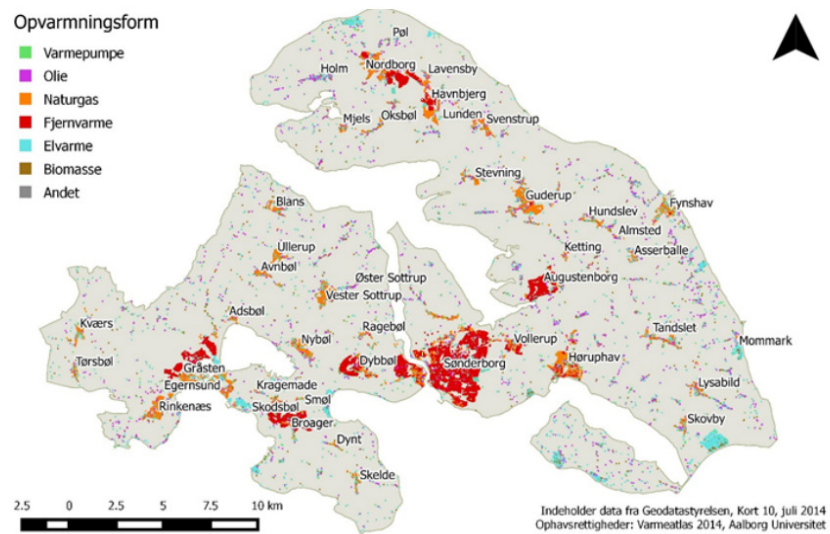 Opvarmningsform
Varmepumpe
Olie
Naturgas
Fjernvarme
Elvarme
Biomasse
Andet
Pøl
Nordborg
Holm
Lavensby
Havnbjerg
Mjels
Oksbøl
Lunden
Svenstrup
Stevning
Guderup
Blans
Hundslev
Fynshav
Almsted
Ullerup
Ketting
Asserballe
Avnbøl
Øster Sottrup
Augustenborg
Vester Sottrup
Adsbøl
Kværs
Ragebøl
Nybøl
Vollerup
Tandslet
Mommark
Tørsbøl
Gråsten
Dybbøl
Sønderborg
Høruphav
Egernsund
Kragemade
Lysabild
Rinkenæs
Skodsbøl
Smøl
Broager
Skovby
Dynt
Skelde
2.5 0 2.5 5 7.5 10 km
Indeholder data fra Geodatastyrelsen, Kort 10, juli 2014
Ophavsrettigheder: Varmeatlas 2014, Aalborg Universitet